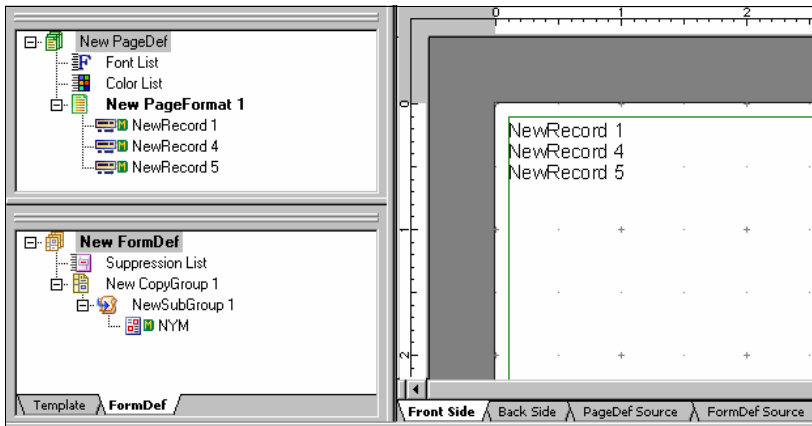 New PageDef
Font List
Color List
New PageFormat 1
M NewRecord 1
M NewRecord 4
M NewRecord 5
New FormDef
Suppression List
New CopyGroup 1
NewSubGroup 1
M NYM
Template FormDef
0 1 2
0
1
2
NewRecord 1
NewRecord 4
NewRecord 5
Front Side Back Side PageDef Source FormDef Source